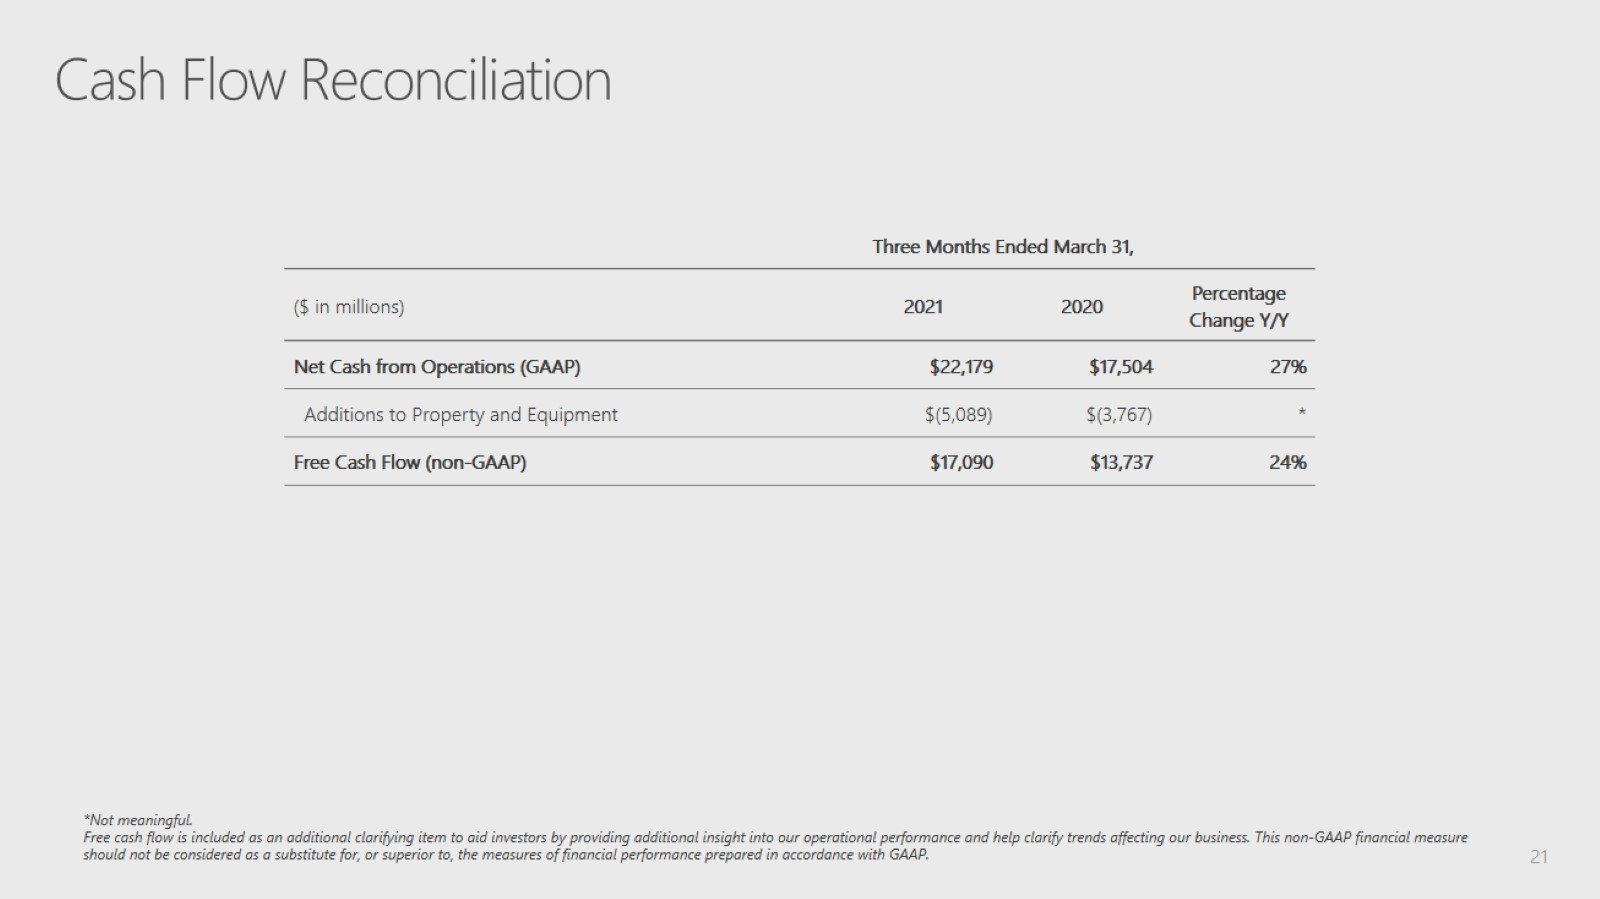 Cash Flow Reconciliation
Three Months Ended March 31,
($ in millions) 2021 2020 Percentage Change Y/Y
Net Cash from Operations (GAAP) $22,179 $17,504 27%
Additions to Property and Equipment $(5,089) $(3,767) *
Free Cash Flow (non-GAAP) $17,090 $13,737 24%
*Not meaningful.
Free cash flow is included as an additional clarifying item to aid investors by providing additional insight into our operational performance and help clarify trends affecting our business. This non-GAAP financial measure
should not be considered as a substitute for, or superior to, the measures of financial performance prepared in accordance with GAAP.
21